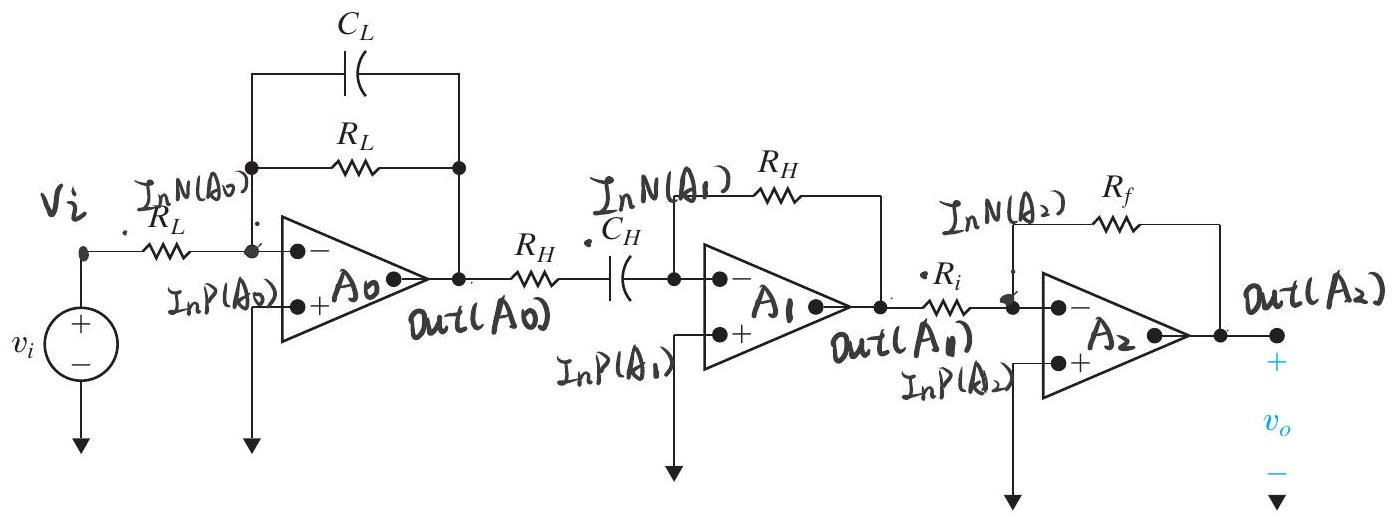 C_L
R_L
InN(A0)
Vi
R_L
−
InP(A0)
+
A0
Out(A0)
+
v_i
−
R_H
C_H
InN(A1)
R_H
−
A1
InP(A1)
+
Out(A1)
R_i
InN(A2)
R_f
−
A2
InP(A2)
+
Out(A2)
+
v_o
−